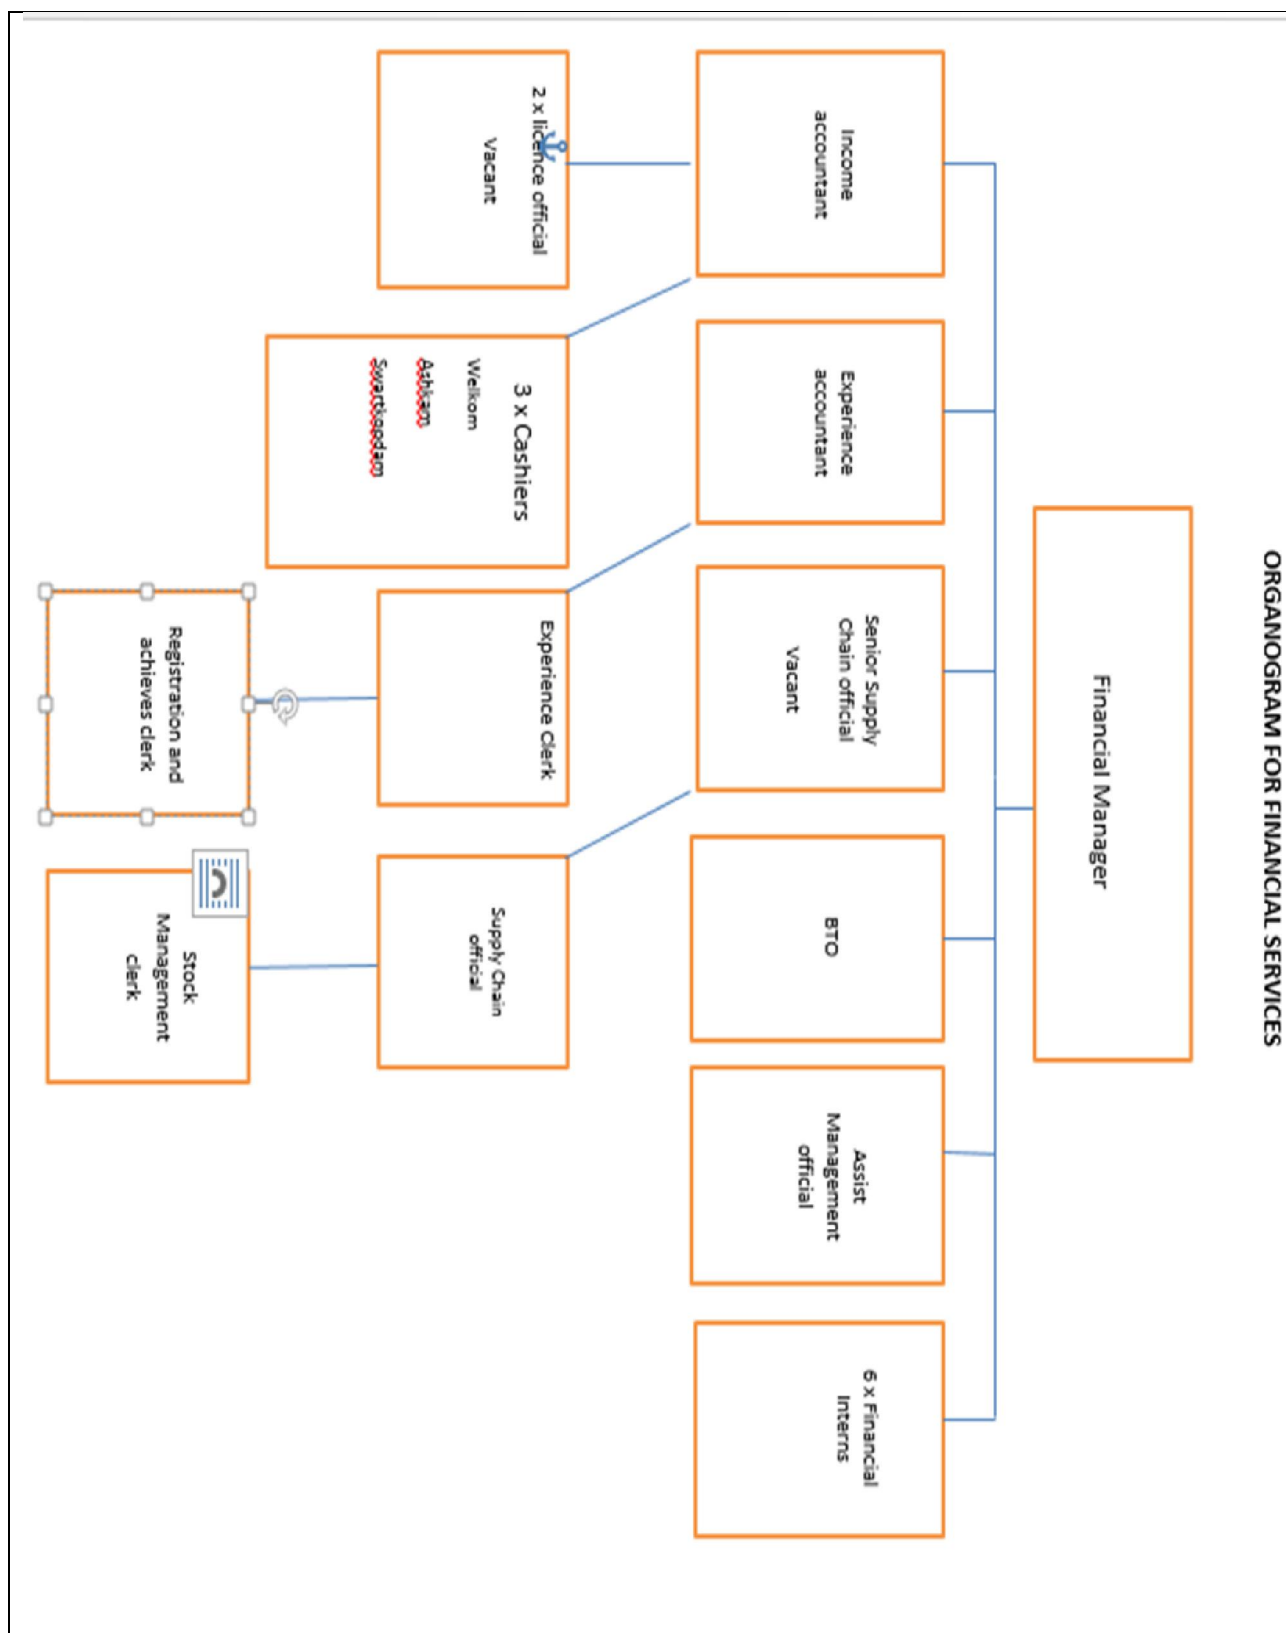 ORGANOGRAM FOR FINANCIAL SERVICES
Financial Manager
Income
accountant
Experience
accountant
Senior Supply
Chain official
Vacant
BTO
Assist
Management
official
6 x Financial
Interns
2 x licence official
Vacant
3 x Cashiers
Welkom
Ashkam
Swartkopdam
Experience Clerk
Supply Chain
official
Registration and
achieves clerk
Stock
Management
clerk